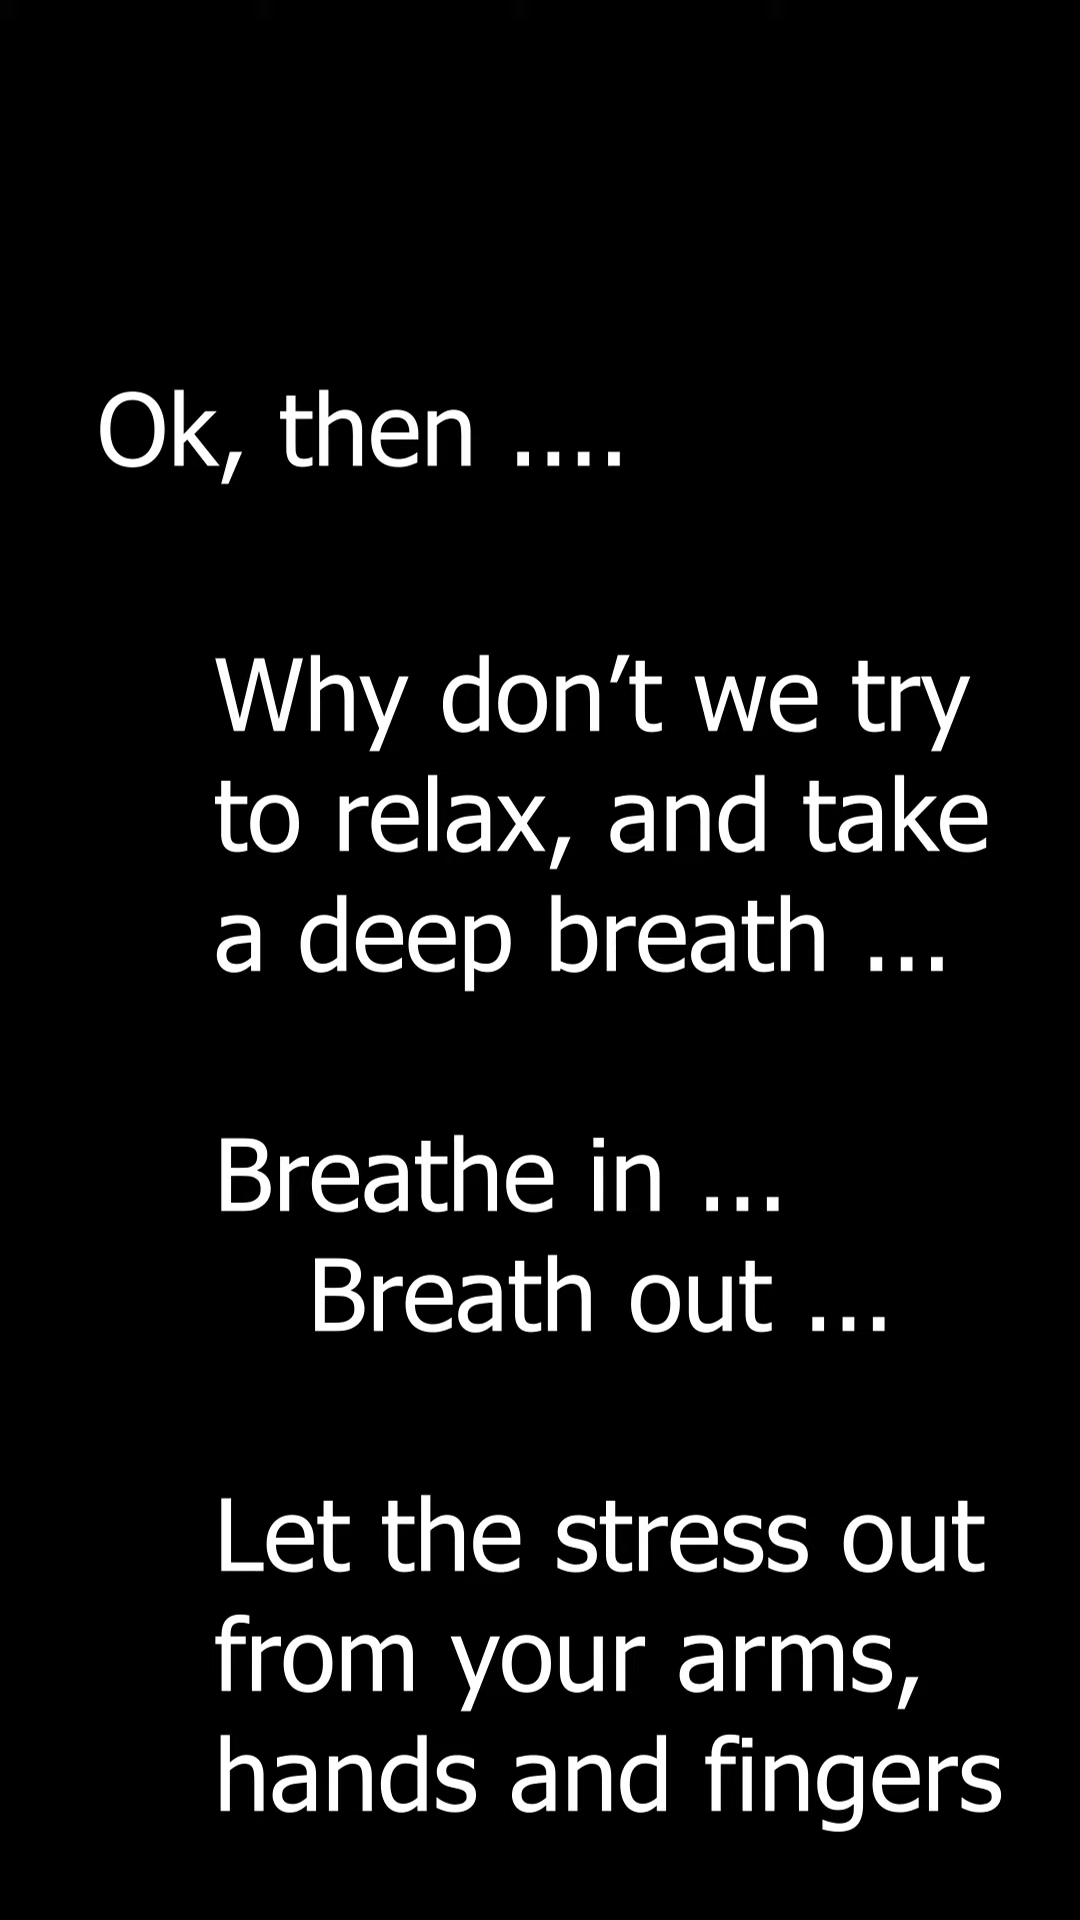 Ok, then ....
Why don’t we try
to relax, and take
a deep breath ...
Breathe in ...
Breath out ...
Let the stress out
from your arms,
hands and fingers